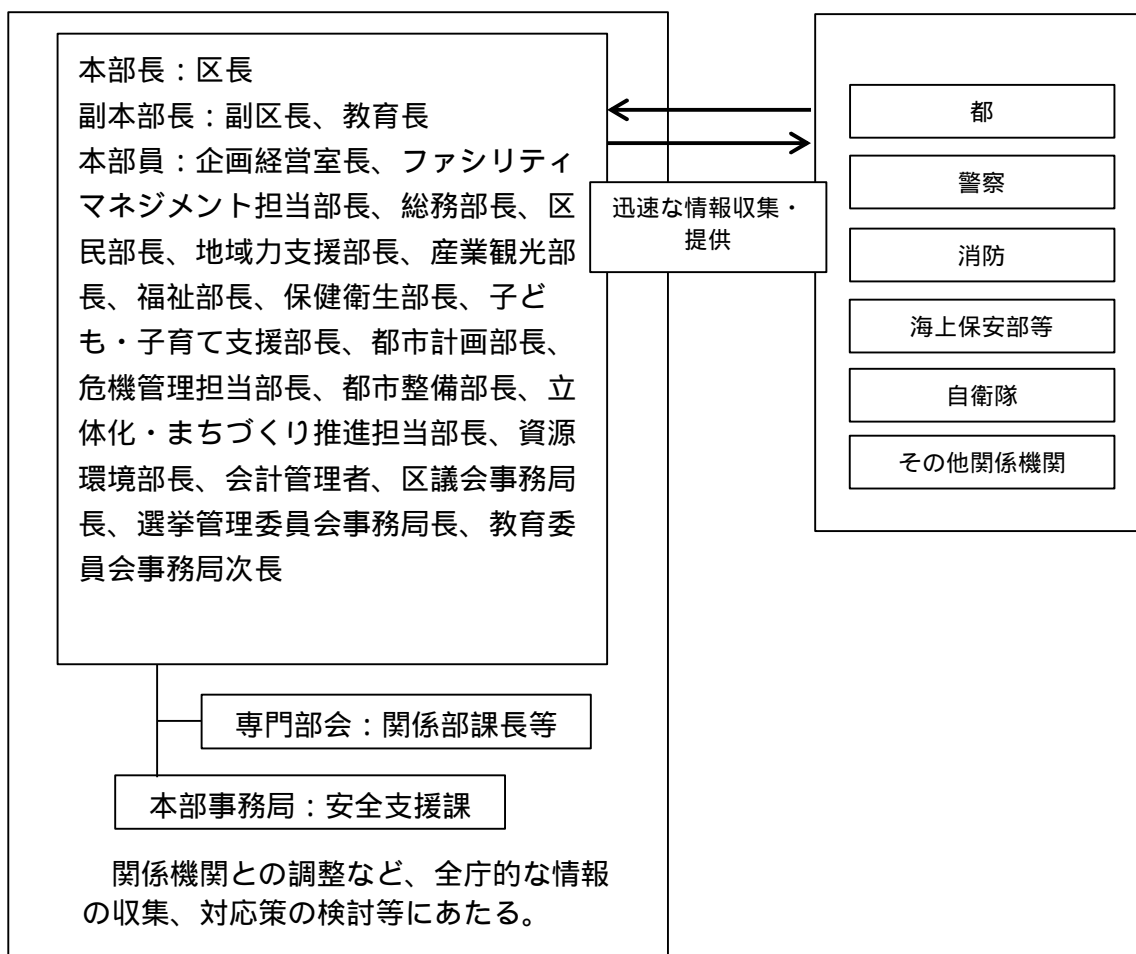 本部長：区長
副本部長：副区長、教育長
本部員：企画経営室長、ファシリティ
マネジメント担当部長、総務部長、区
民部長、地域力支援部長、産業観光部
長、福祉部長、保健衛生部長、子ど
も・子育て支援部長、都市計画部長、
危機管理担当部長、都市整備部長、立
体化・まちづくり推進担当部長、資源
環境部長、会計管理者、区議会事務局
長、選挙管理委員会事務局長、教育委
員会事務局次長
専門部会：関係部課長等
本部事務局：安全支援課
関係機関との調整など、全庁的な情報
の収集、対応策の検討等にあたる。
迅速な情報収集・
提供
都
警察
消防
海上保安部等
自衛隊
その他関係機関